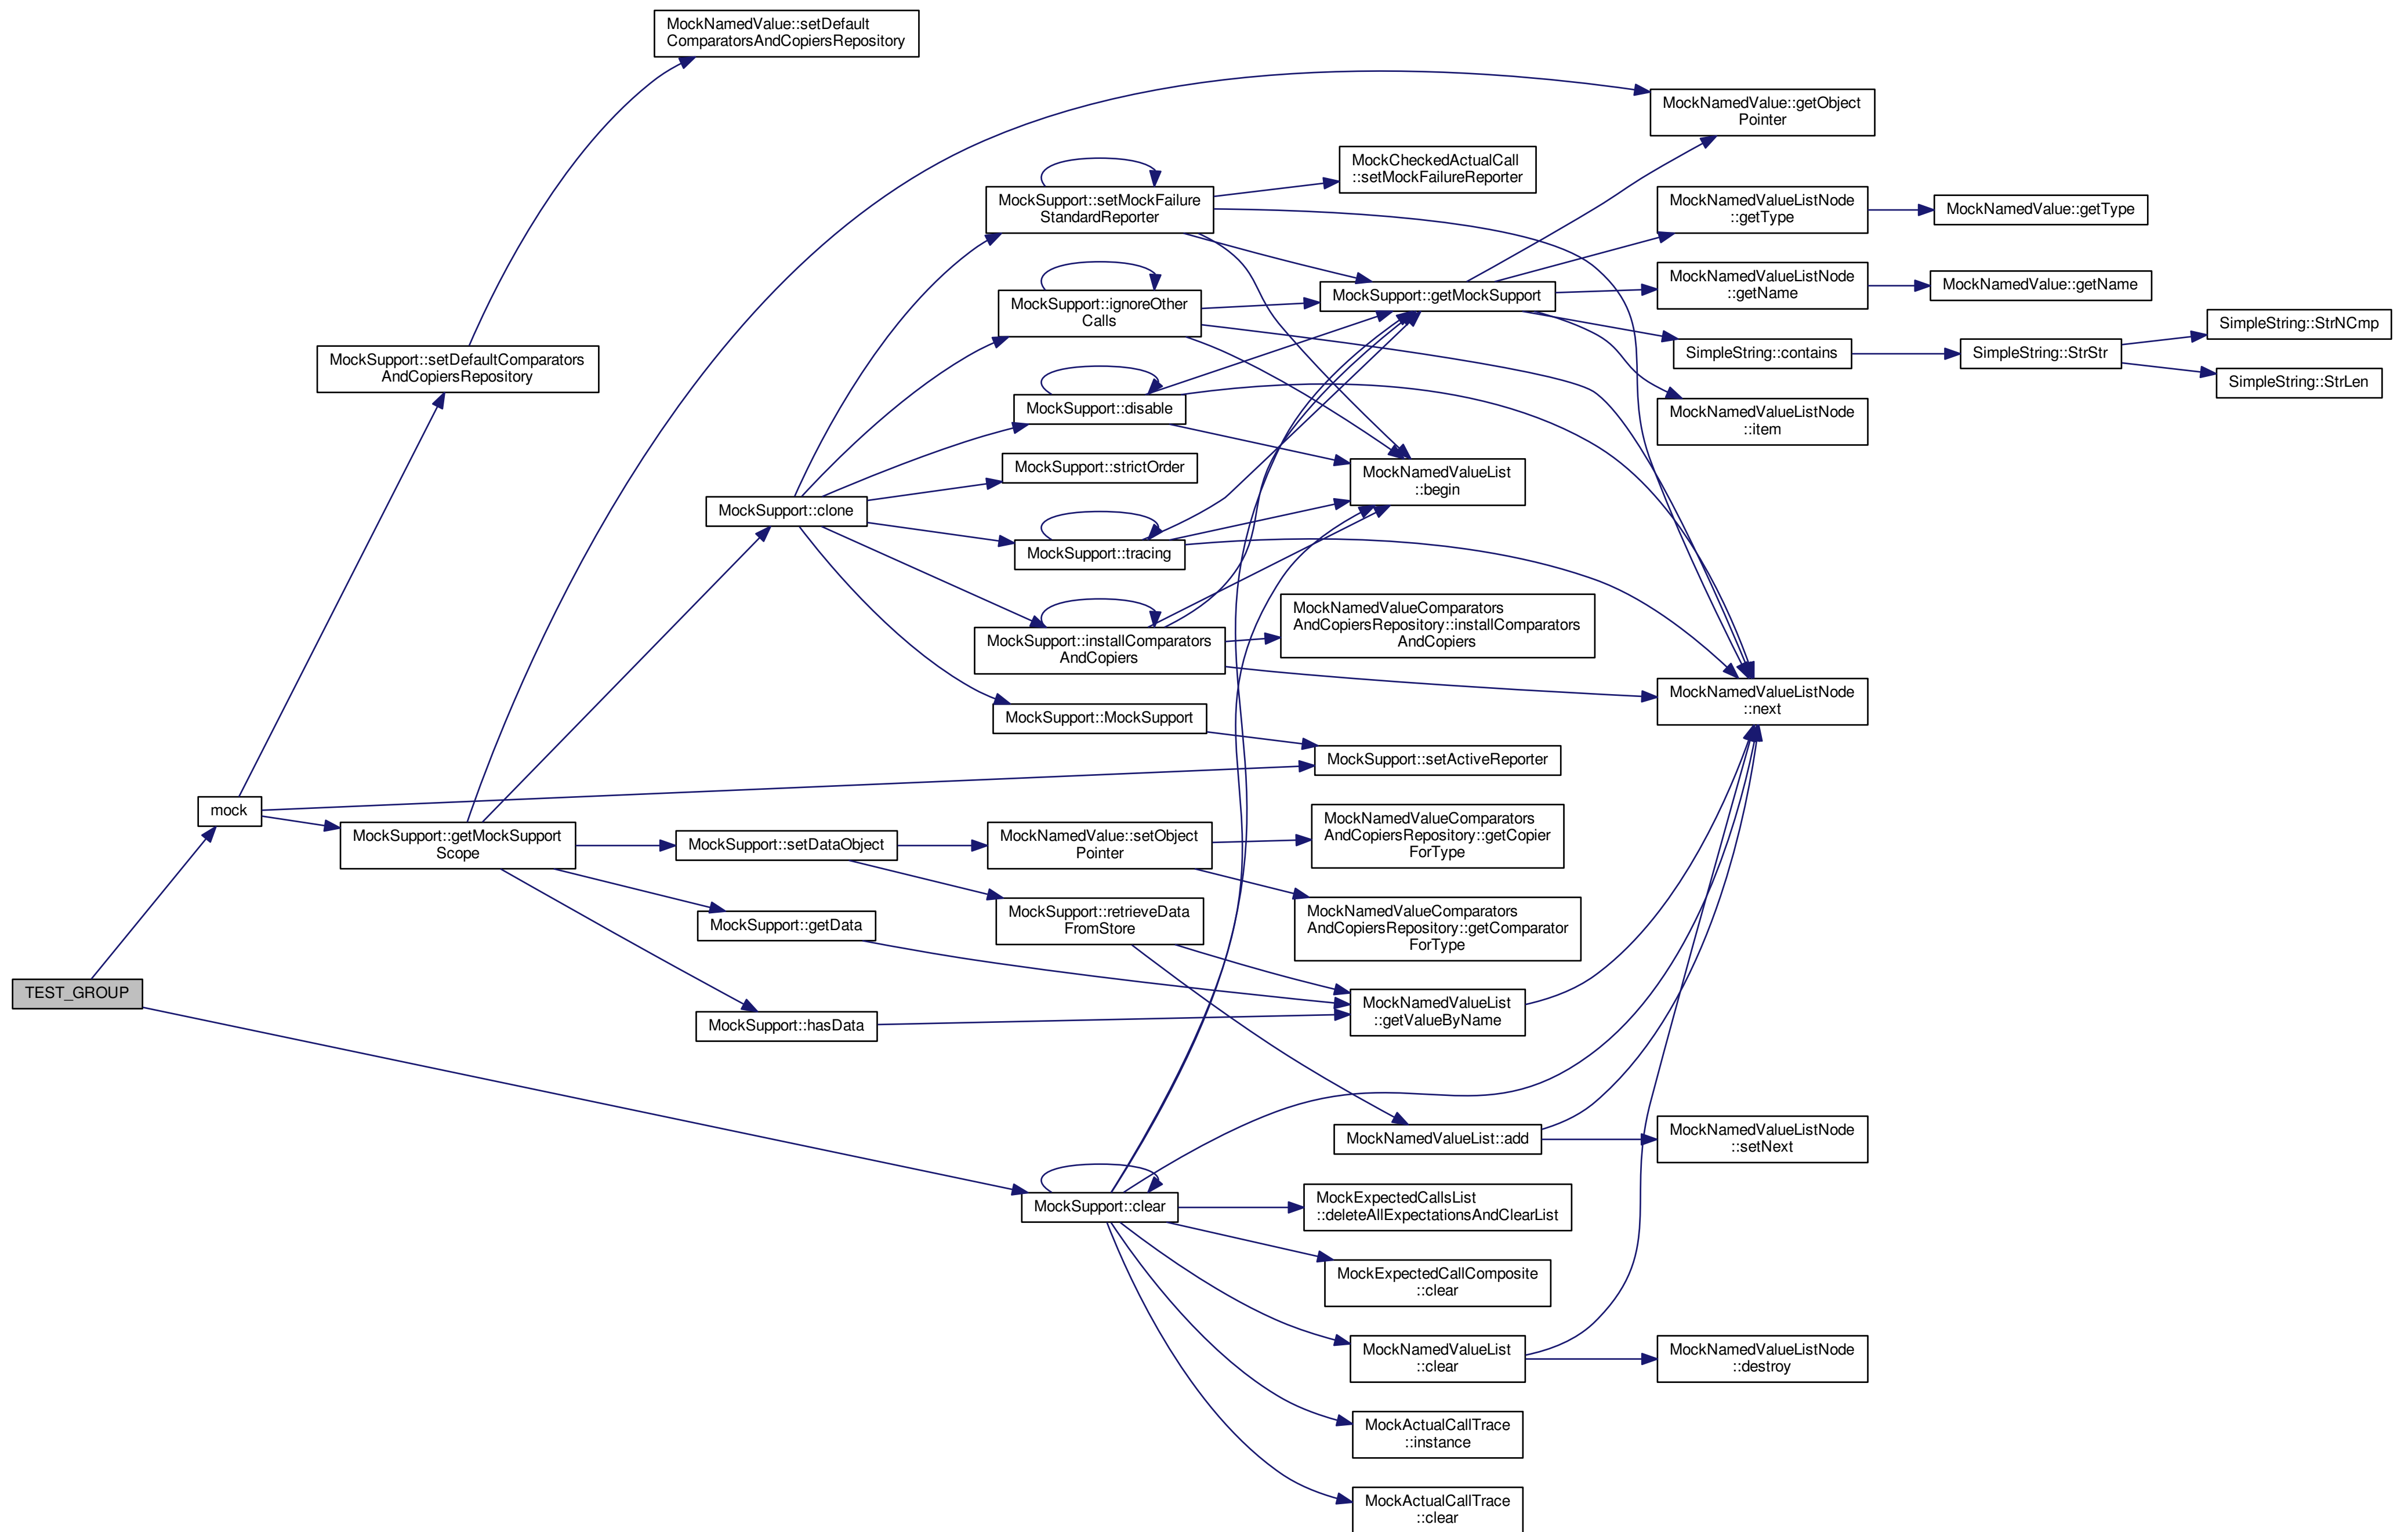 MockNamedValue::setDefault
ComparatorsAndCopiersRepository
MockNamedValue::getObject
Pointer
MockCheckedActualCall
::setMockFailureReporter
MockSupport::setMockFailure
StandardReporter
MockNamedValueListNode
::getType
MockNamedValue::getType
MockSupport::ignoreOther
Calls
MockSupport::getMockSupport
MockNamedValueListNode
::getName
MockNamedValue::getName
SimpleString::StrNCmp
SimpleString::contains
SimpleString::StrStr
SimpleString::StrLen
MockSupport::setDefaultComparators
AndCopiersRepository
MockSupport::disable
MockNamedValueListNode
::item
MockSupport::strictOrder
MockNamedValueList
::begin
MockSupport::clone
MockSupport::tracing
MockNamedValueComparators
AndCopiersRepository::installComparators
AndCopiers
MockSupport::installComparators
AndCopiers
MockNamedValueListNode
::next
MockSupport::MockSupport
MockSupport::setActiveReporter
mock
MockSupport::getMockSupport
Scope
MockSupport::setDataObject
MockNamedValue::setObject
Pointer
MockNamedValueComparators
AndCopiersRepository::getCopier
ForType
MockSupport::getData
MockSupport::retrieveData
FromStore
MockNamedValueComparators
AndCopiersRepository::getComparator
ForType
TEST_GROUP
MockSupport::hasData
MockNamedValueList
::getValueByName
MockNamedValueList::add
MockNamedValueListNode
::setNext
MockSupport::clear
MockExpectedCallsList
::deleteAllExpectationsAndClearList
MockExpectedCallComposite
::clear
MockNamedValueList
::clear
MockNamedValueListNode
::destroy
MockActualCallTrace
::instance
MockActualCallTrace
::clear